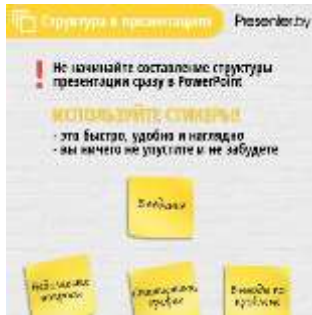 Структура в презентациях
Presenter.by
! Не начинайте составление структуры
презентации сразу в PowerPoint
ИСПОЛЬЗУЙТЕ СТИКЕРЫ!
- это быстро, удобно и наглядно
- вы ничего не упустите и не забудете
Введение